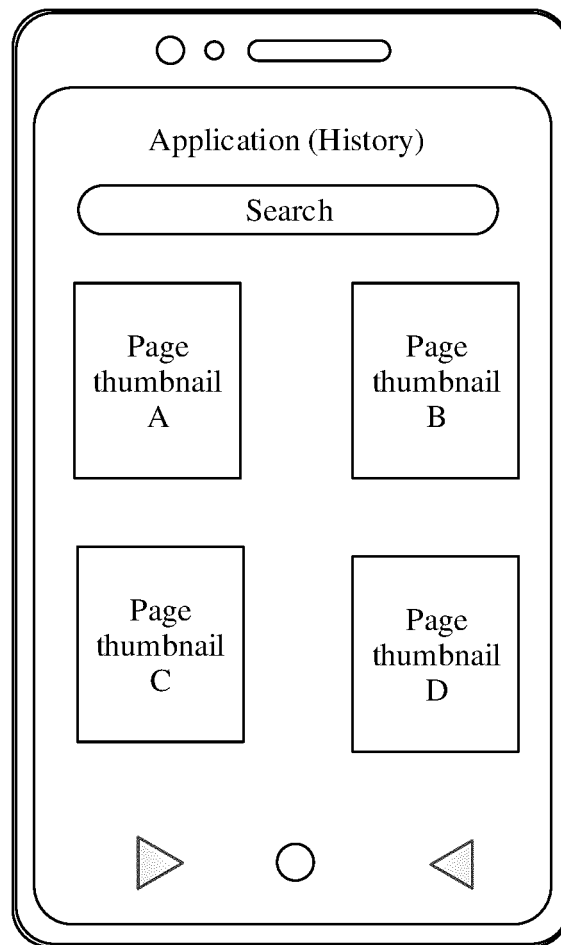 Application (History)
Search
Page
thumbnail
A
Page
thumbnail
B
Page
thumbnail
C
Page
thumbnail
D